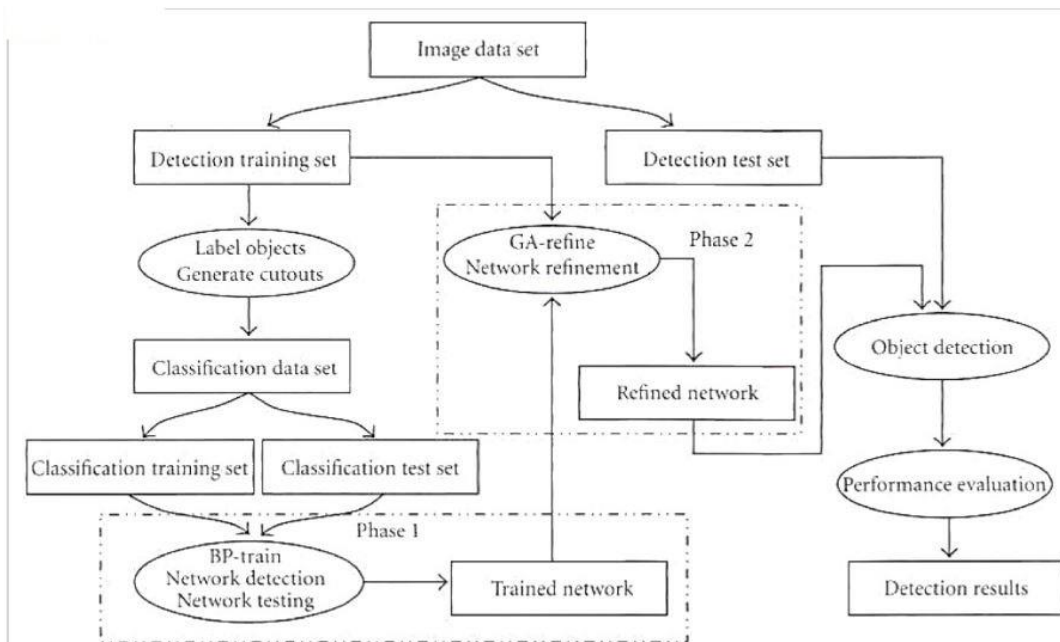 Image data set
Detection training set
Detection test set
Label objects
Generate cutouts
GA-refine
Network refinement
Phase 2
Object detection
Classification data set
Refined network
Classification training set
Classification test set
Performance evaluation
Phase 1
BP-train
Network detection
Network testing
Trained network
Detection results